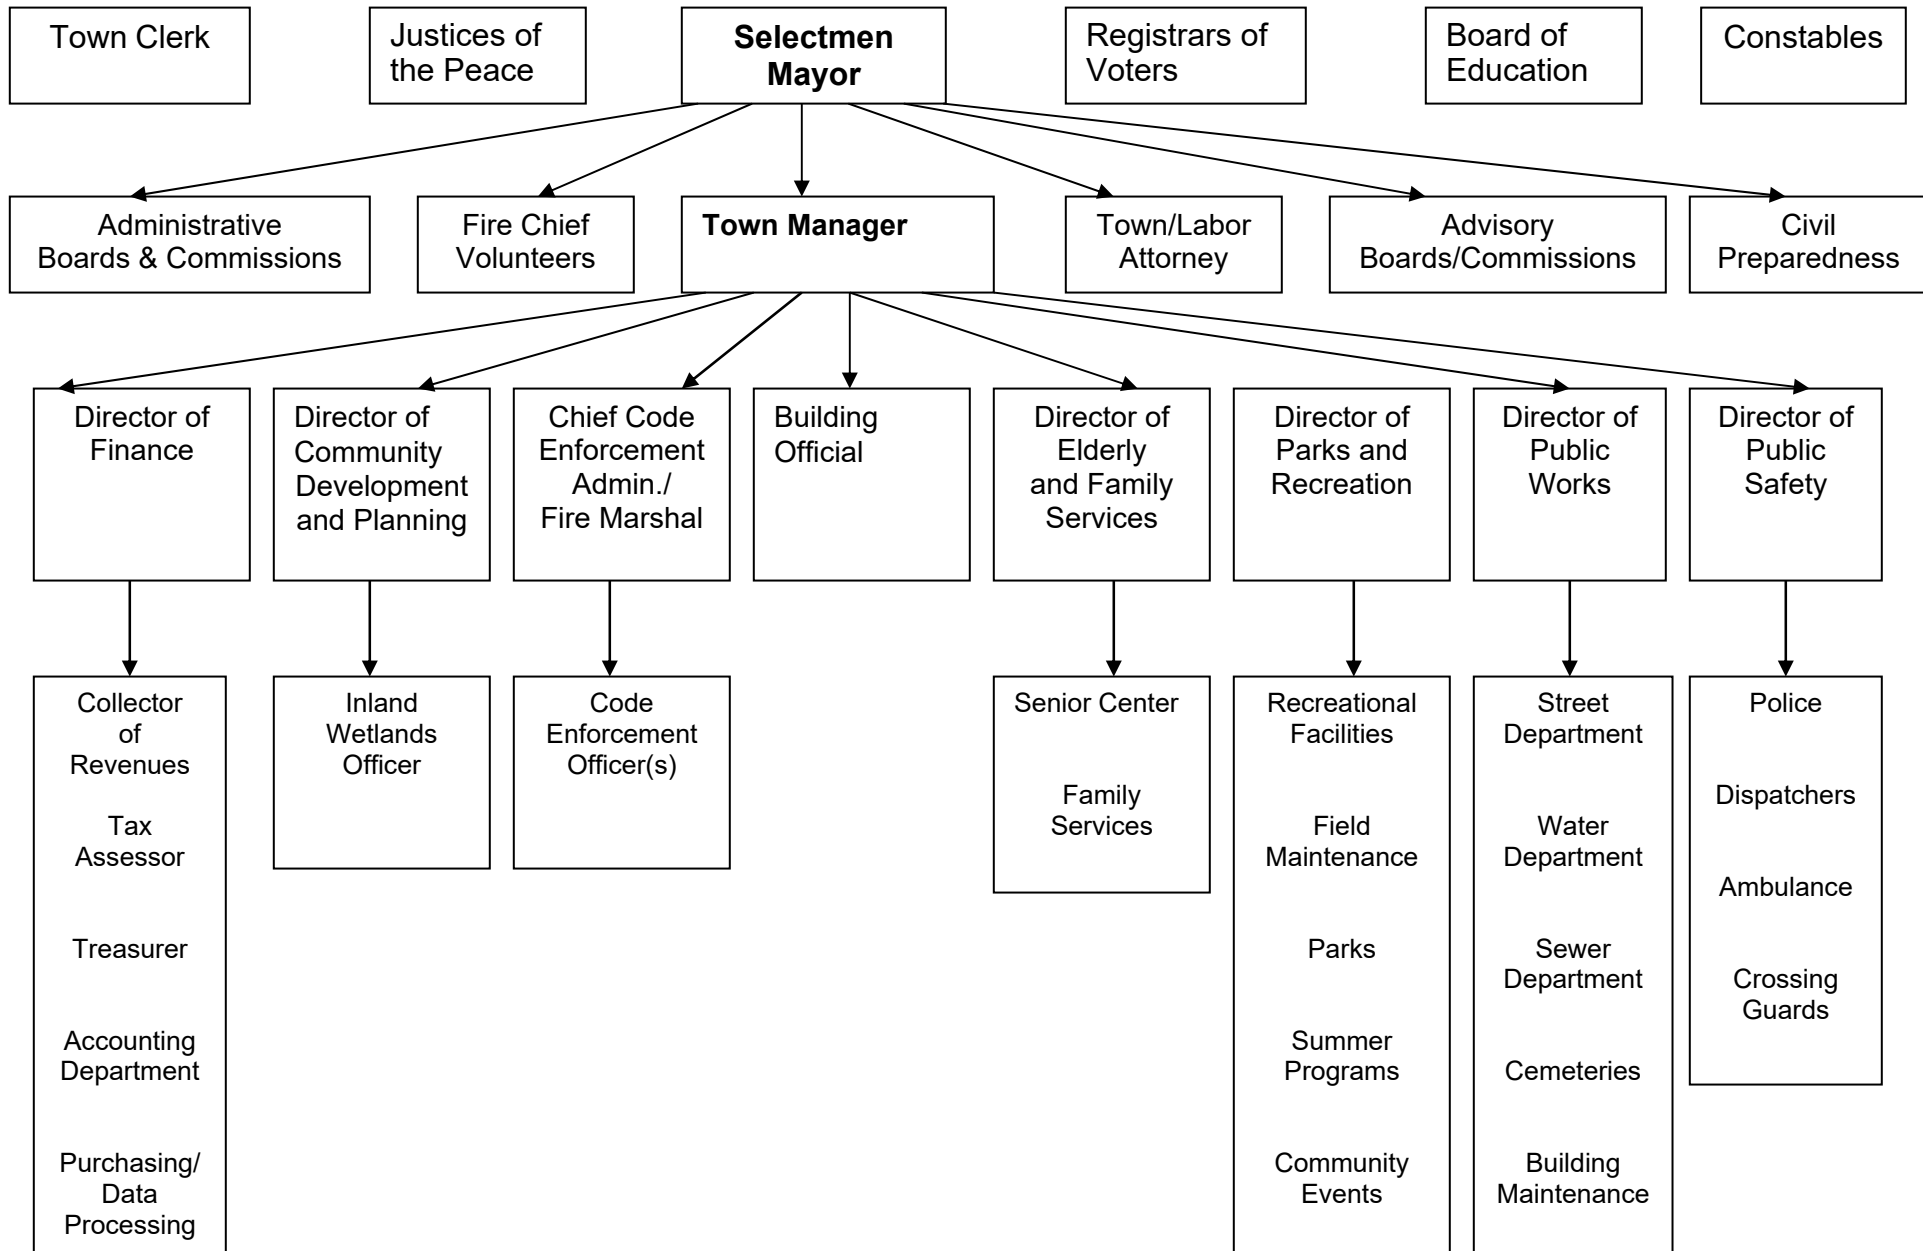 Town Clerk
Justices of
the Peace
Selectmen
Mayor
Registrars of
Voters
Board of
Education
Constables
Administrative
Boards & Commissions
Fire Chief
Volunteers
Town Manager
Town/Labor
Attorney
Advisory
Boards/Commissions
Civil
Preparedness
Director of
Finance
Director of
Community
Development
and Planning
Chief Code
Enforcement
Admin./
Fire Marshal
Building
Official
Director of
Elderly
and Family
Services
Director of
Parks and
Recreation
Director of
Public
Works
Director of
Public
Safety
Collector
of
Revenues
Tax
Assessor
Treasurer
Accounting
Department
Purchasing/
Data
Processing
Inland
Wetlands
Officer
Code
Enforcement
Officer(s)
Senior Center
Family
Services
Recreational
Facilities
Field
Maintenance
Parks
Summer
Programs
Community
Events
Street
Department
Water
Department
Sewer
Department
Cemeteries
Building
Maintenance
Police
Dispatchers
Ambulance
Crossing
Guards